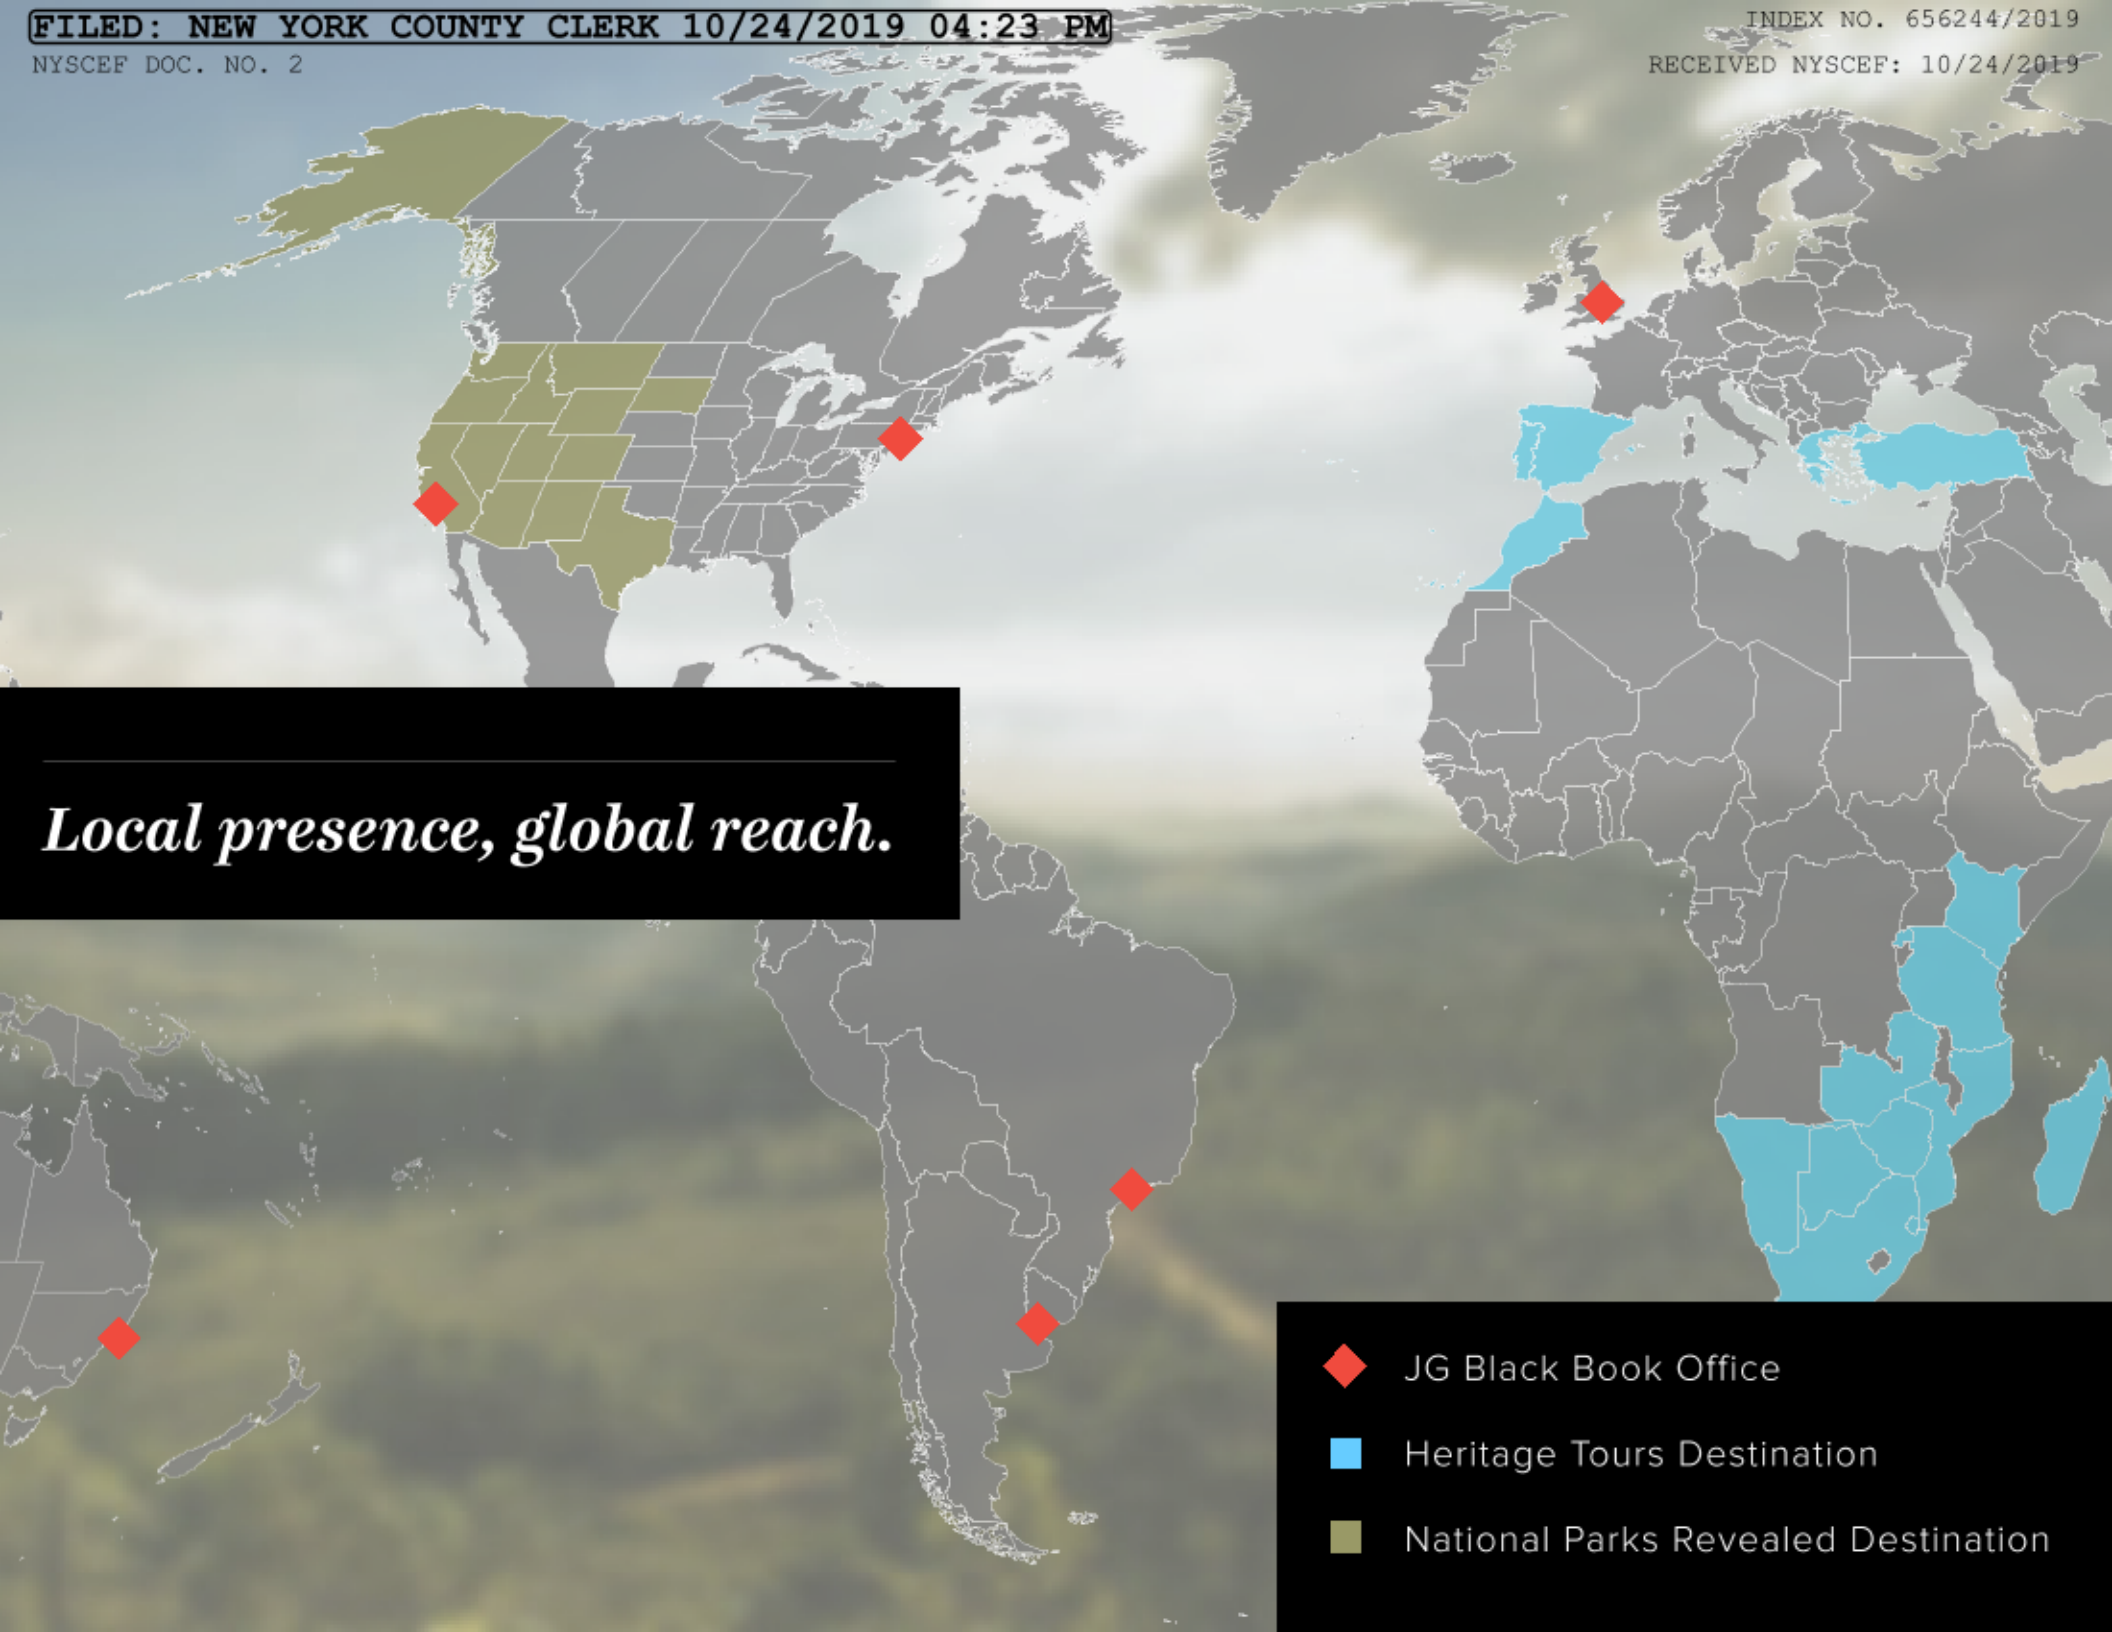 FILED: NEW YORK COUNTY CLERK 10/24/2019 04:23 PM
INDEX NO. 656244/2019
NYSCEF DOC. NO. 2
RECEIVED NYSCEF: 10/24/2019
Local presence, global reach.
JG Black Book Office
Heritage Tours Destination
National Parks Revealed Destination